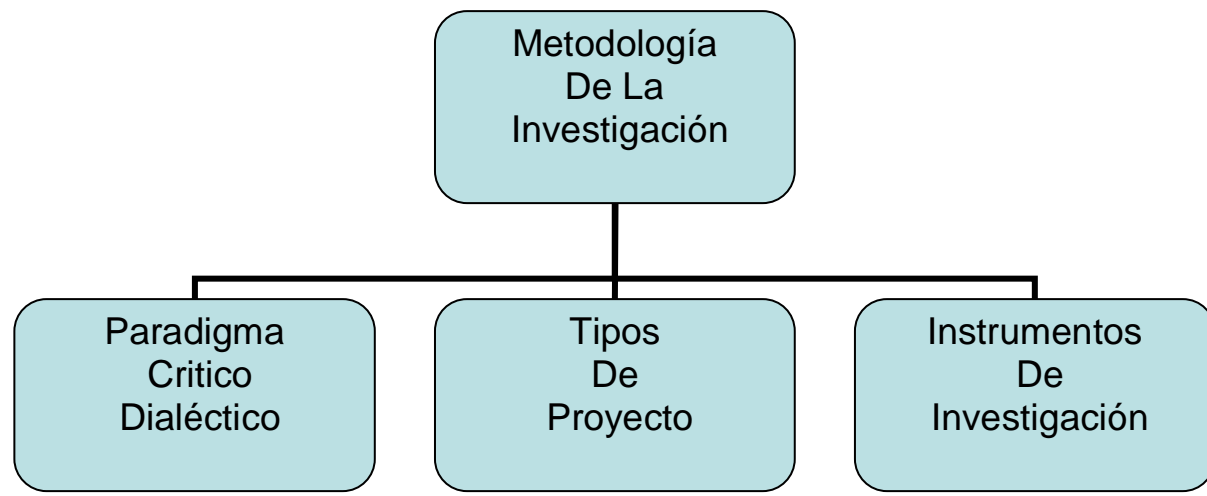 Metodología
De La
Investigación
Paradigma
Critico
Dialéctico
Tipos
De
Proyecto
Instrumentos
De
Investigación